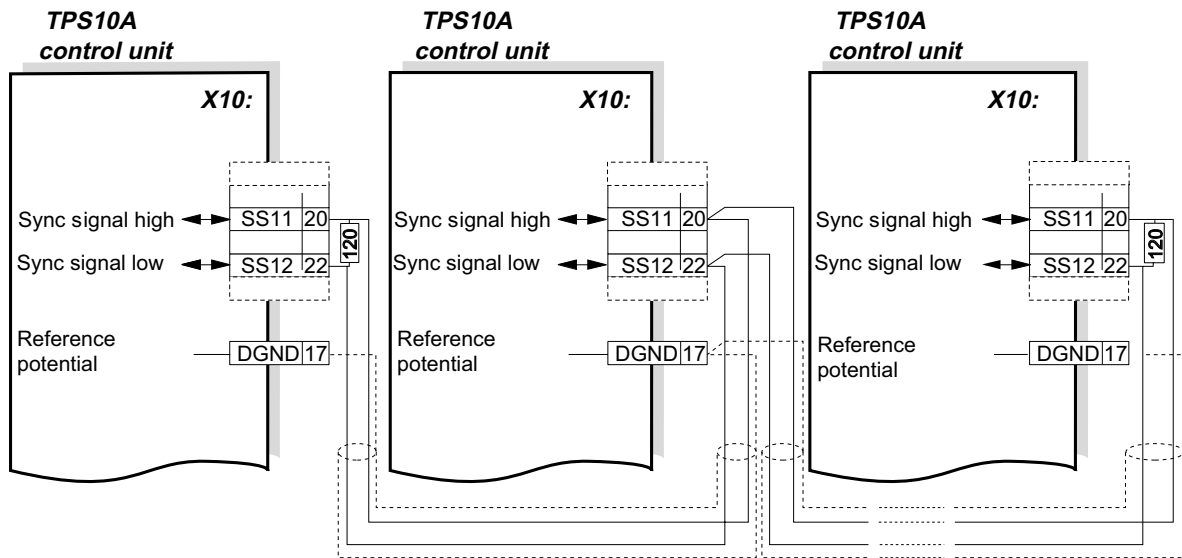 TPS10A
control unit
X10:
Sync signal high
SS11 20
Sync signal low
SS12 22
120
Reference
potential
DGND 17
TPS10A
control unit
X10:
Sync signal high
SS11 20
Sync signal low
SS12 22
Reference
potential
DGND 17
TPS10A
control unit
X10:
Sync signal high
SS11 20
Sync signal low
SS12 22
120
Reference
potential
DGND 17